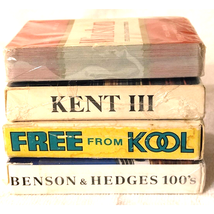 KENT III
FREE FROM KOOL
BENSON & HEDGES 100's